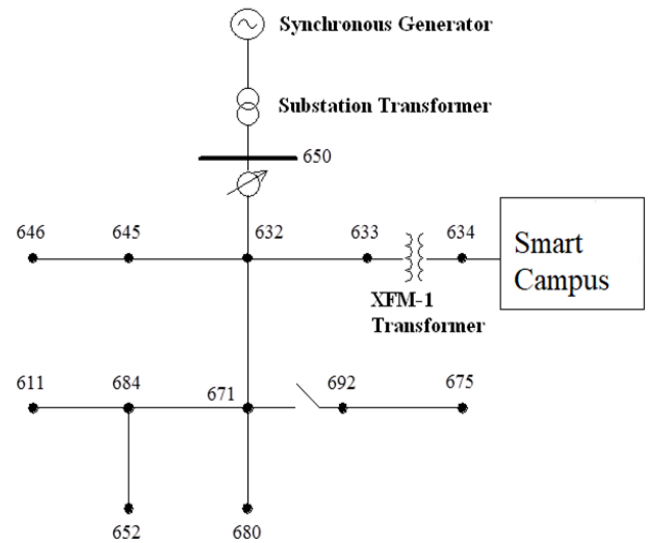 Synchronous Generator
Substation Transformer
650
646
645
632
633
634
Smart
Campus
XFM-1
Transformer
611
684
671
692
675
652
680